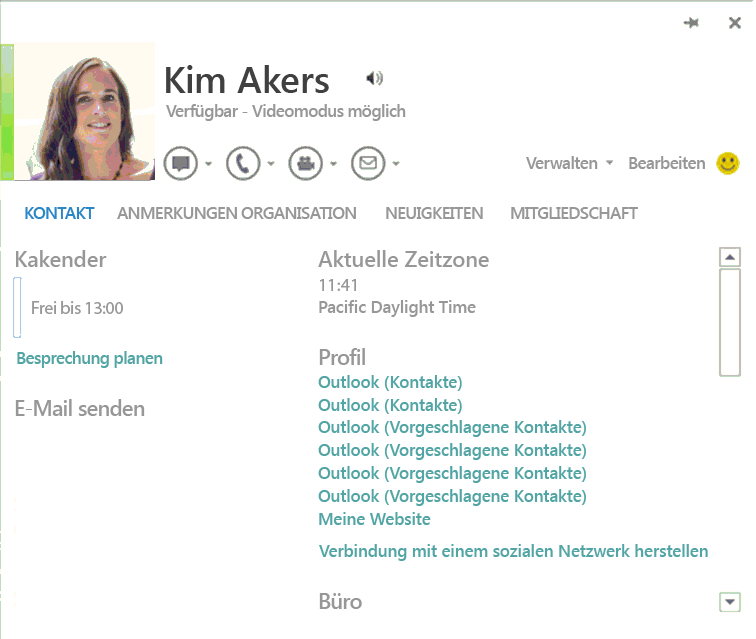 Kim Akers
Verfügbar - Videomodus möglich
Verwalten Bearbeiten
KONTAKT ANMERKUNGEN ORGANISATION NEUIGKEITEN MITGLIEDSCHAFT
Kakender
Frei bis 13:00
Besprechung planen
E-Mail senden
Aktuelle Zeitzone
11:41
Pacific Daylight Time
Profil
Outlook (Kontakte)
Outlook (Kontakte)
Outlook (Vorgeschlagene Kontakte)
Outlook (Vorgeschlagene Kontakte)
Outlook (Vorgeschlagene Kontakte)
Outlook (Vorgeschlagene Kontakte)
Meine Website
Verbindung mit einem sozialen Netzwerk herstellen
Büro